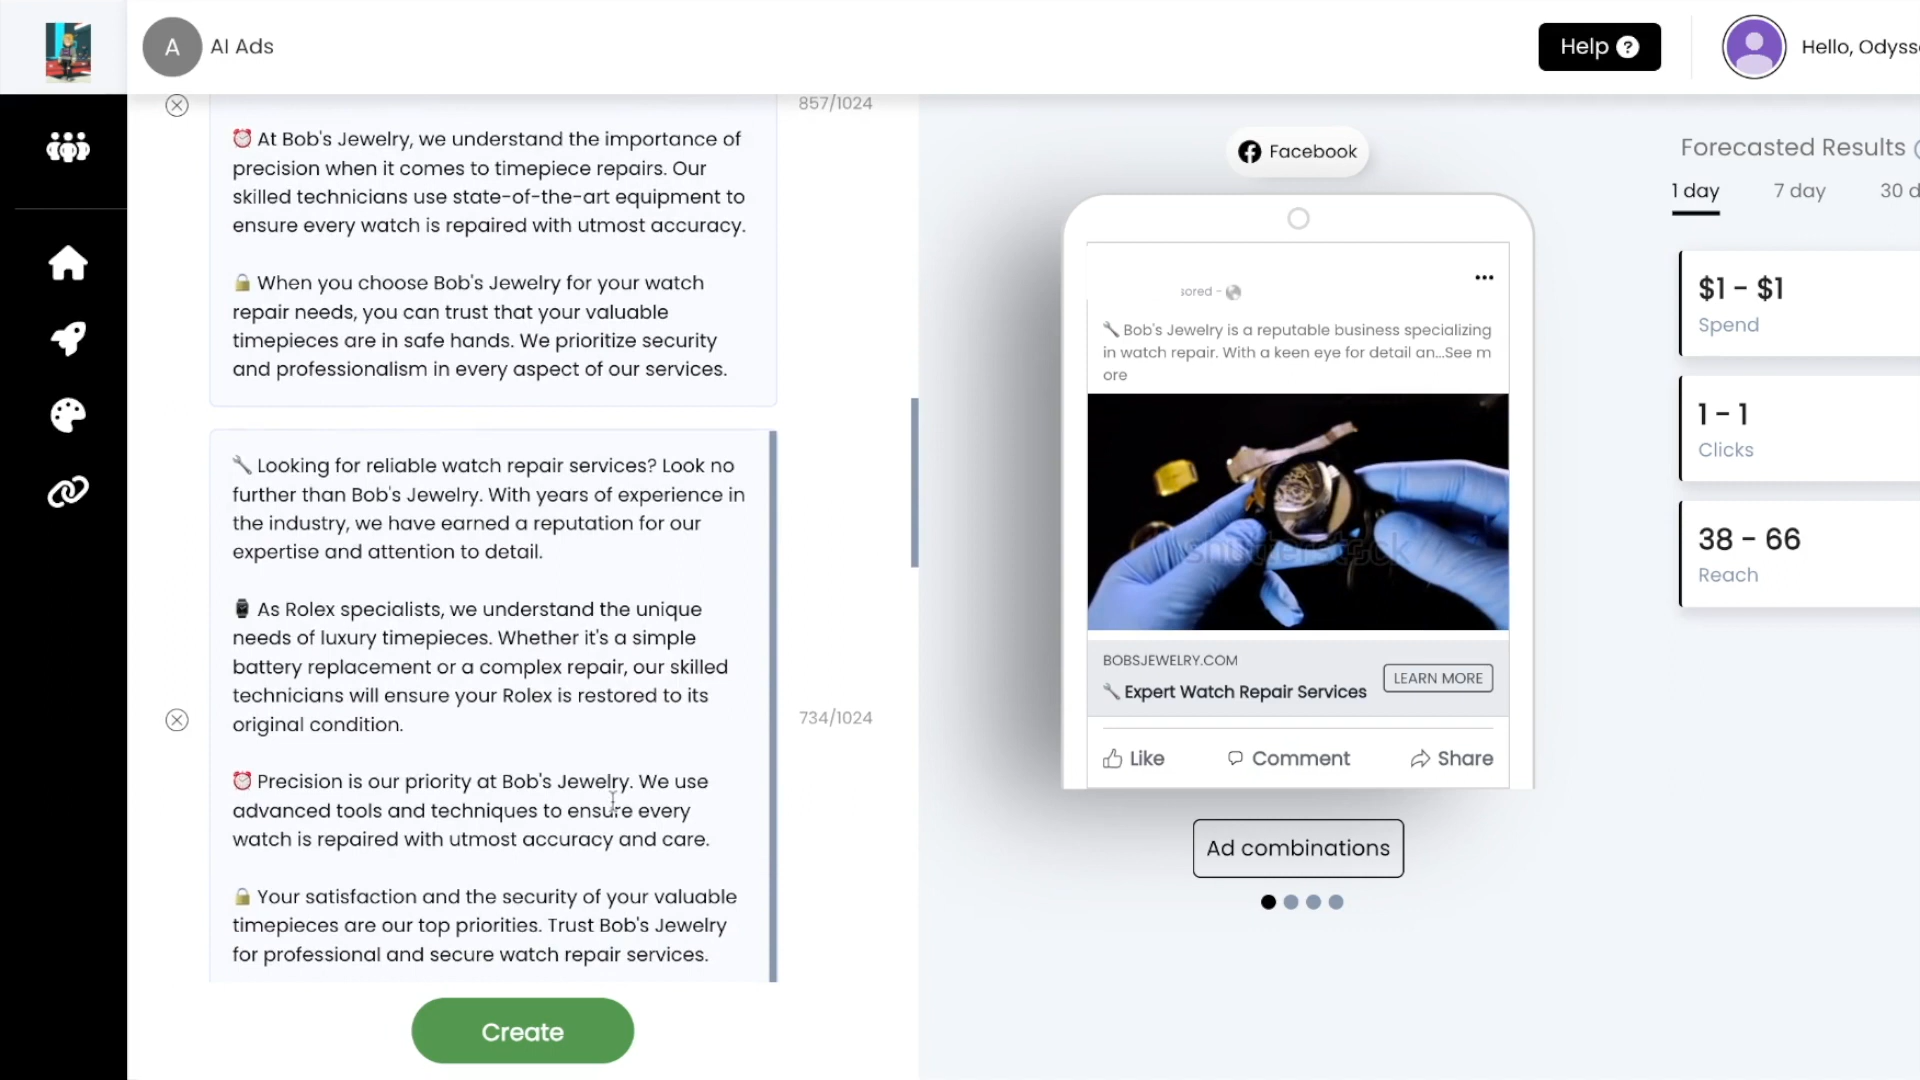 A
AI Ads
Help ?
Hello, Odyss
857/1024
⏰ At Bob's Jewelry, we understand the importance of
precision when it comes to timepiece repairs. Our
skilled technicians use state-of-the-art equipment to
ensure every watch is repaired with utmost accuracy.
🔒 When you choose Bob's Jewelry for your watch
repair needs, you can trust that your valuable
timepieces are in safe hands. We prioritize security
and professionalism in every aspect of our services.
🔧 Looking for reliable watch repair services? Look no
further than Bob's Jewelry. With years of experience in
the industry, we have earned a reputation for our
expertise and attention to detail.
⌚ As Rolex specialists, we understand the unique
needs of luxury timepieces. Whether it's a simple
battery replacement or a complex repair, our skilled
technicians will ensure your Rolex is restored to its
original condition.
734/1024
⏰ Precision is our priority at Bob's Jewelry. We use
advanced tools and techniques to ensure every
watch is repaired with utmost accuracy and care.
🔒 Your satisfaction and the security of your valuable
timepieces are our top priorities. Trust Bob's Jewelry
for professional and secure watch repair services.
Create
Facebook
sored -
🔧 Bob's Jewelry is a reputable business specializing
in watch repair. With a keen eye for detail an...See m
ore
shutterstock
BOBSJEWELRY.COM
🔧 Expert Watch Repair Services
LEARN MORE
Like
Comment
Share
Ad combinations
Forecasted Results
1 day
7 day
30 d
$1 - $1
Spend
1 - 1
Clicks
38 - 66
Reach